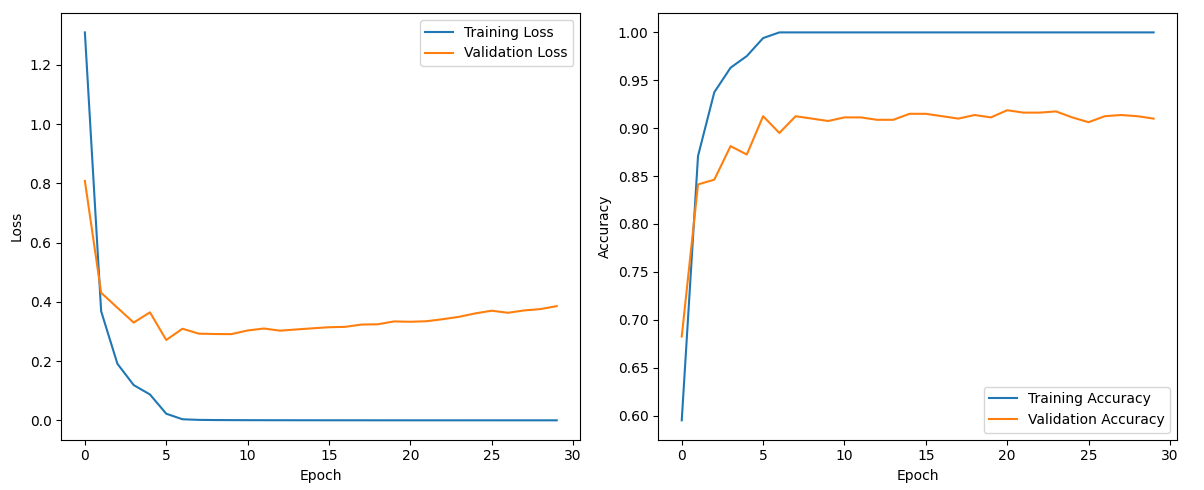 Training Loss
Validation Loss
1.2
1.0
0.8
0.6
0.4
0.2
0.0
Loss
0 5 10 15 20 25 30
Epoch
1.00
0.95
0.90
0.85
0.80
0.75
0.70
0.65
0.60
Accuracy
Training Accuracy
Validation Accuracy
0 5 10 15 20 25 30
Epoch